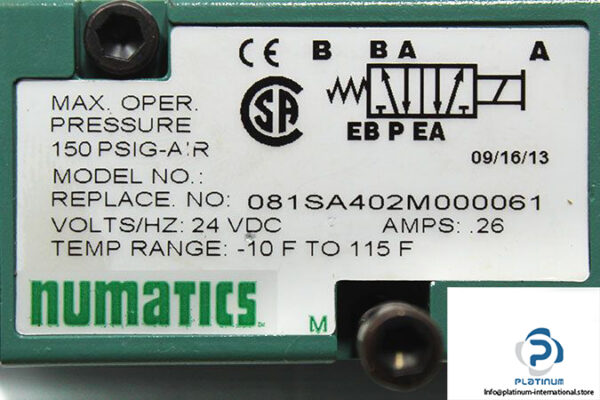 CE B B A A
MAX. OPER.
PRESSURE
150 PSIG-AIR
SA
EB P EA
09/16/13
MODEL NO.:
REPLACE. NO: 081SA402M000061
VOLTS/HZ: 24 VDC AMPS: .26
TEMP RANGE: -10 F TO 115 F
numatics
M
PLATINUM
Info@platinum-international.store